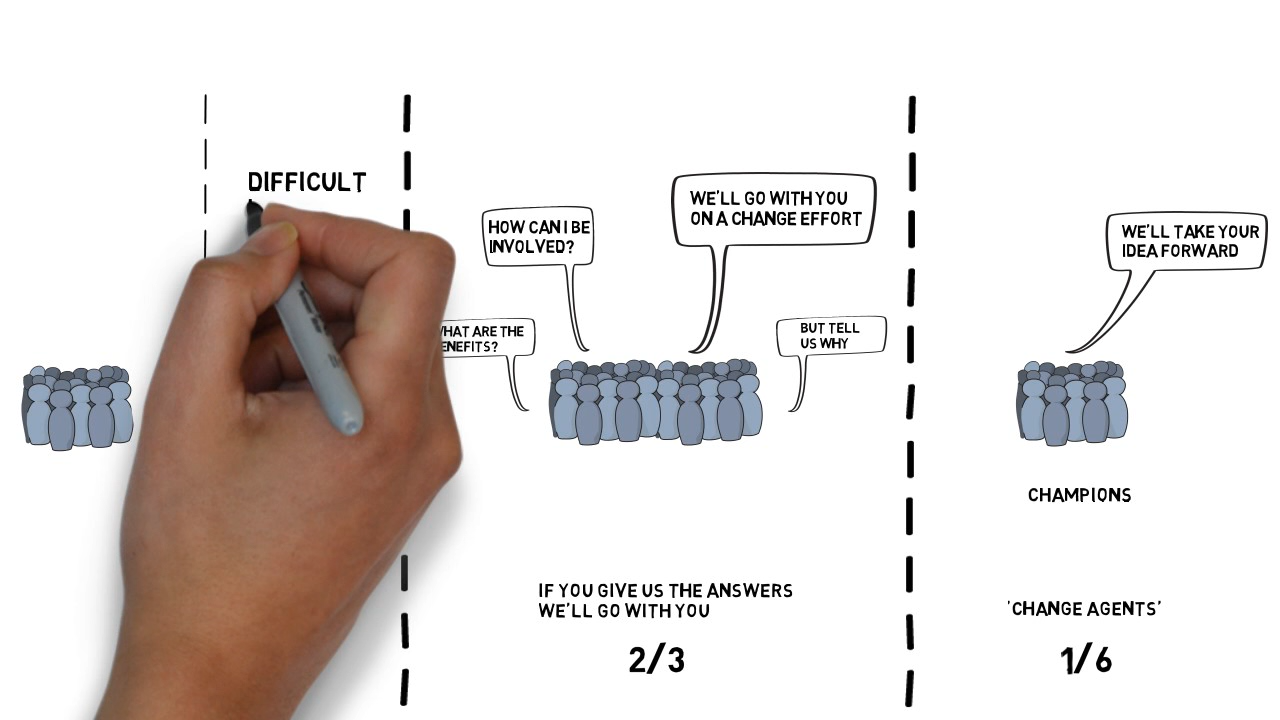 DIFFICULT
HOW CAN I BE
INVOLVED?
WE'LL GO WITH YOU
ON A CHANGE EFFORT
WE'LL TAKE YOUR
IDEA FORWARD
ARE THE
BUT TELL
US WHY
CHAMPIONS
IF YOU GIVE US THE ANSWERS
WE'LL GO WITH YOU
'CHANGE AGENTS'
2/3
1/6